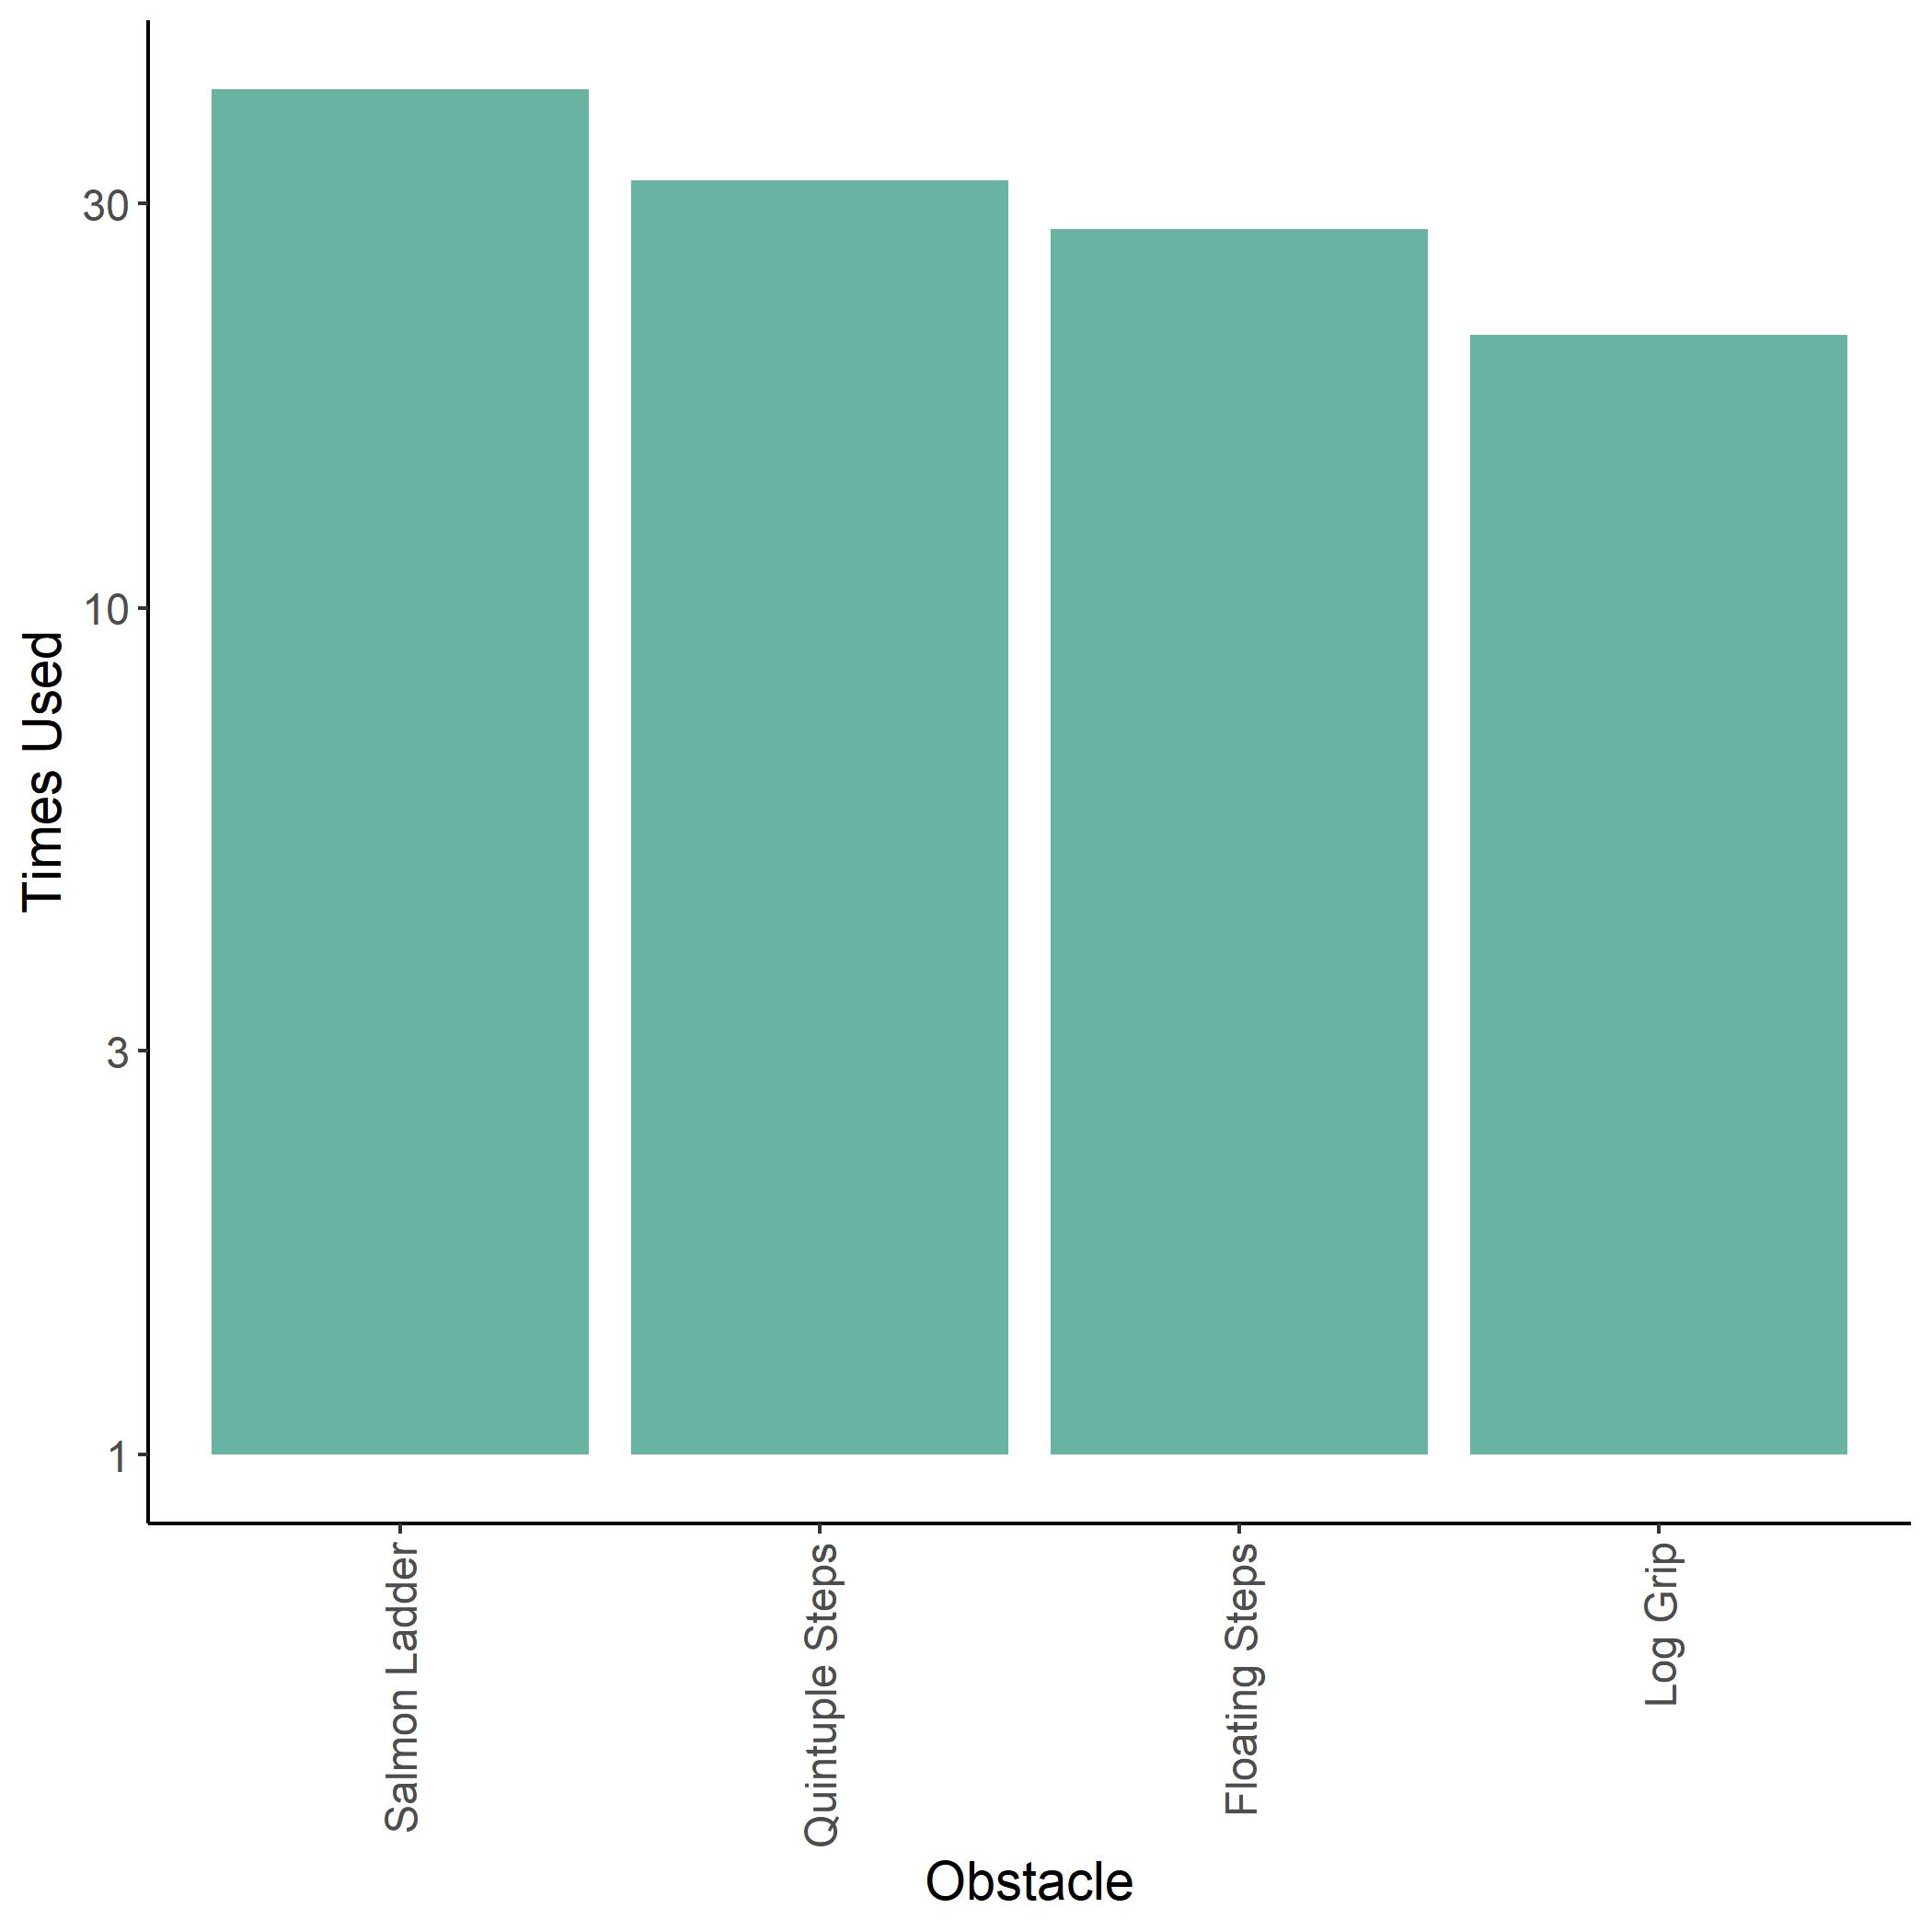 Times Used
30
10
3
1
Salmon Ladder
Quintuple Steps
Floating Steps
Log Grip
Obstacle